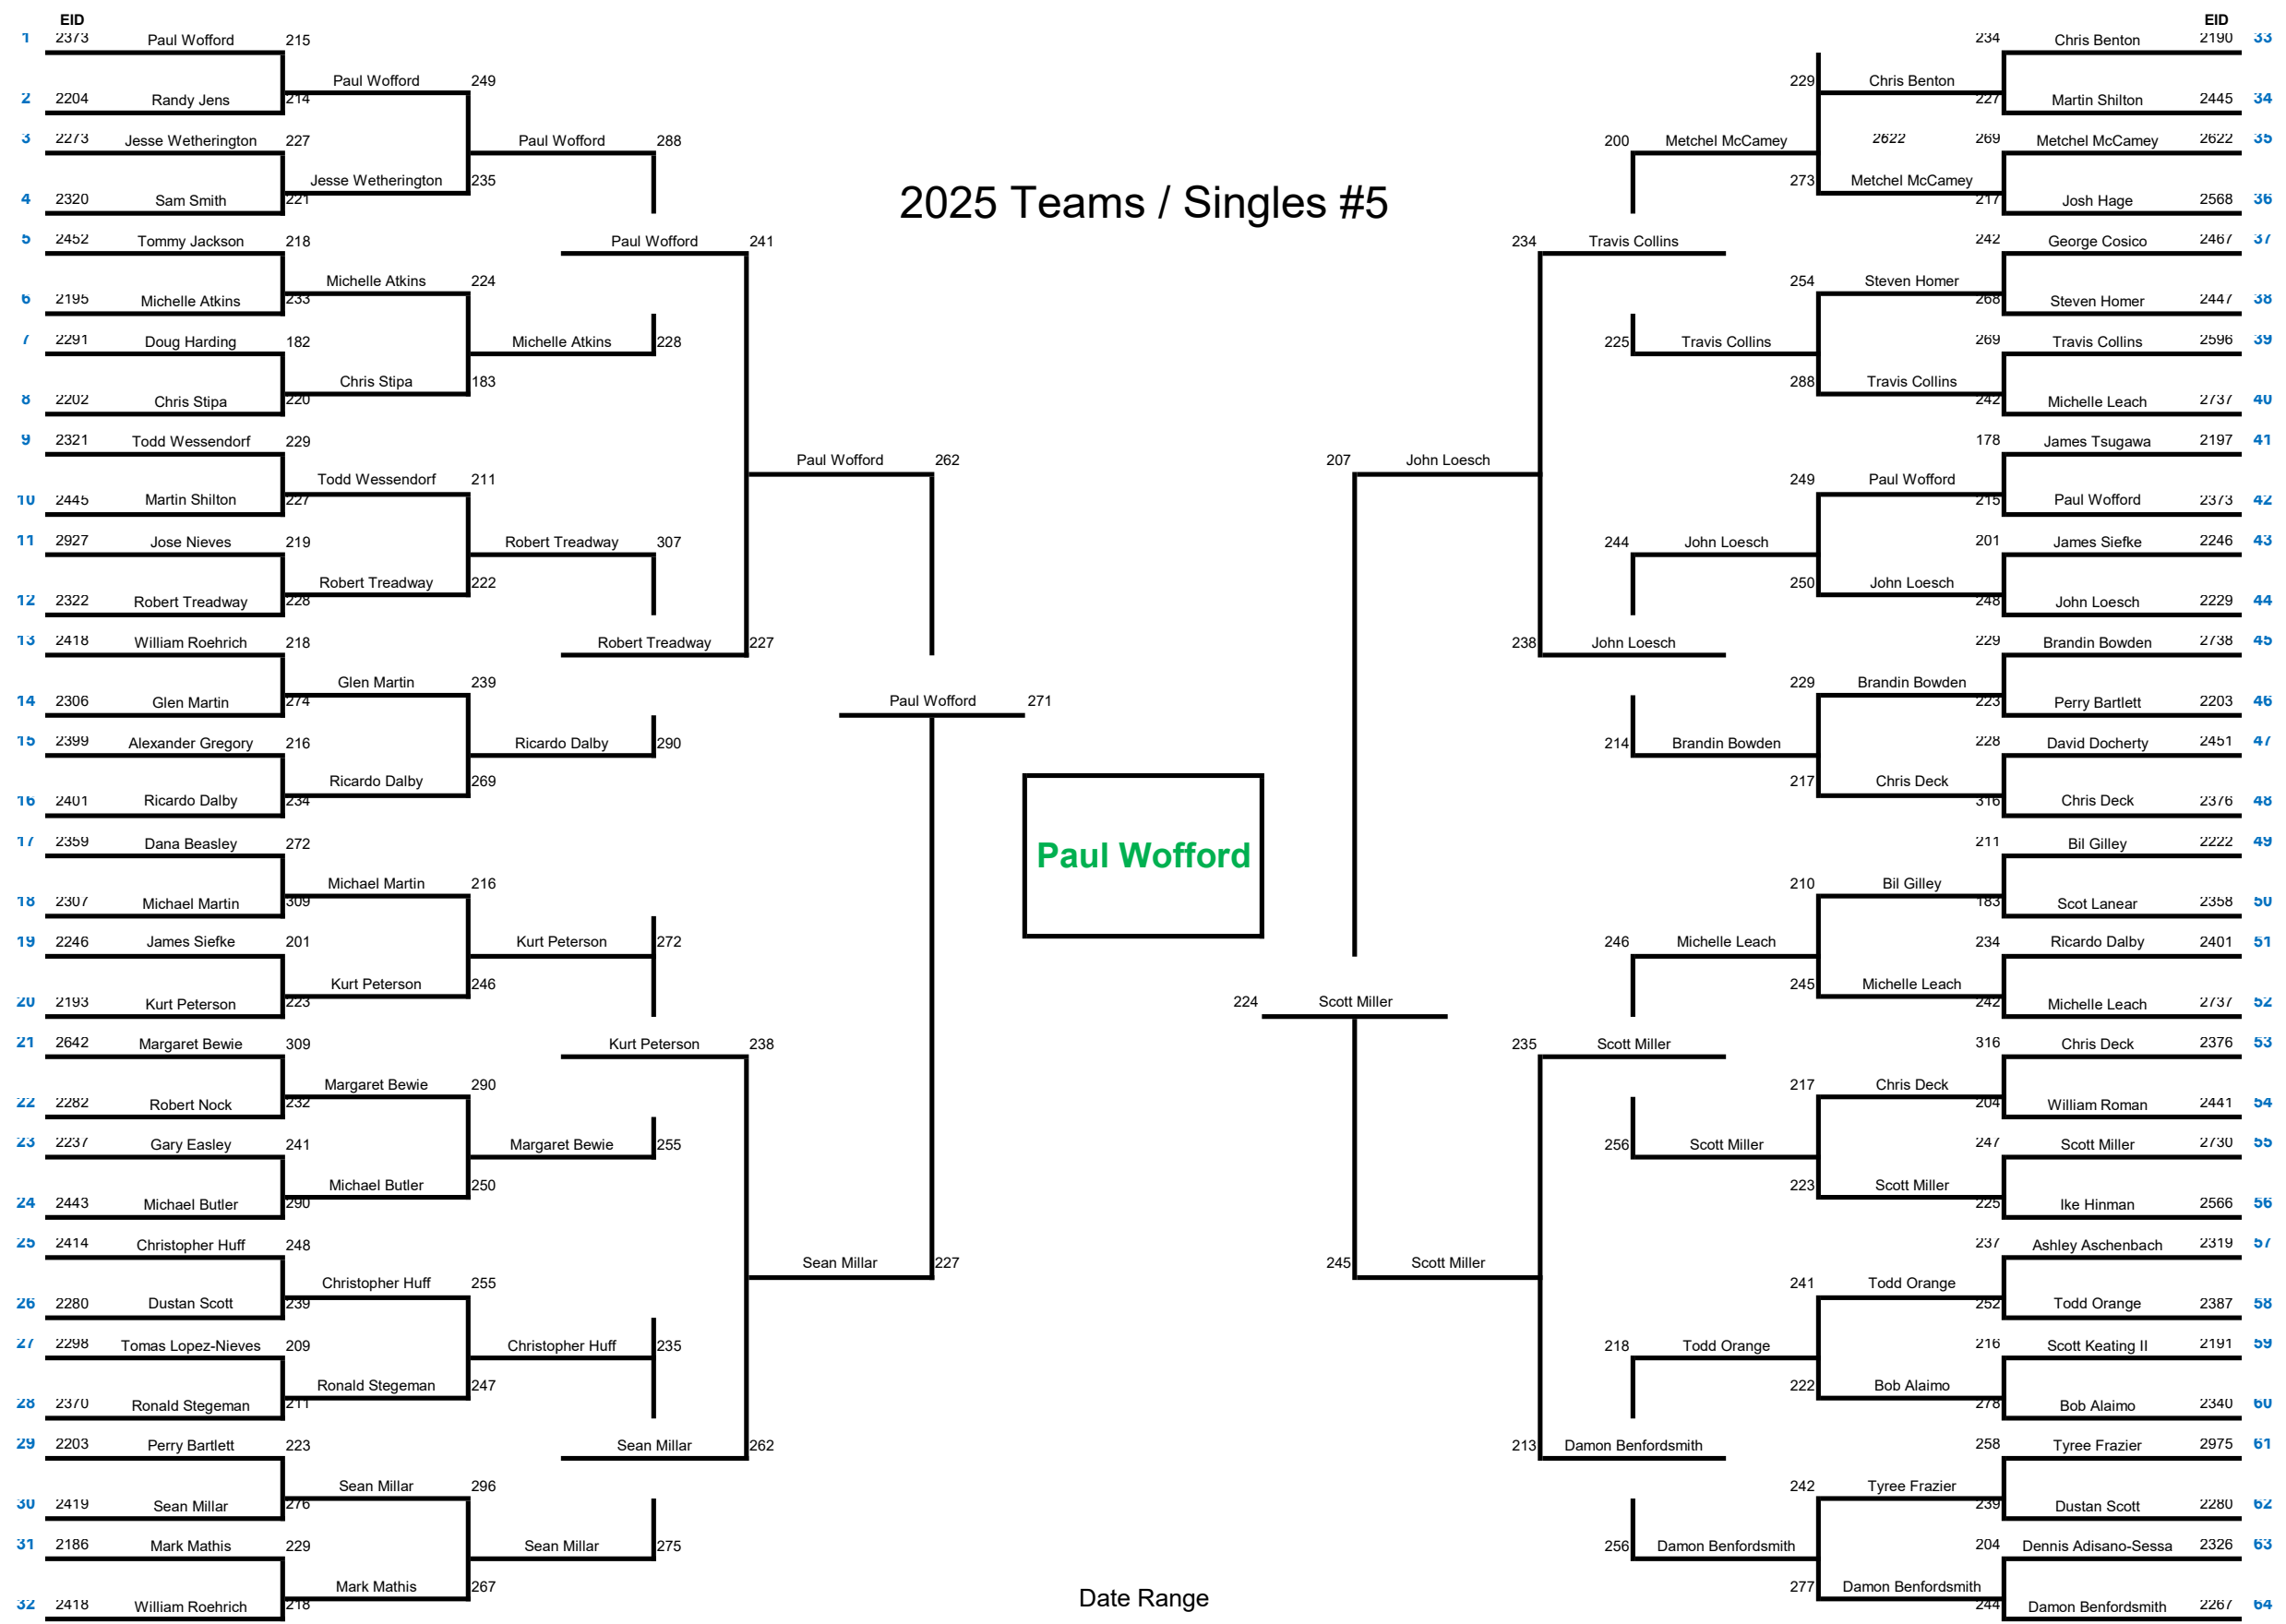 EID EID
1 2373 Paul Wofford 215 234 Chris Benton 2190 33
Paul Wofford 249 229 Chris Benton
2 2204 Randy Jens 214 227 Martin Shilton 2445 34
3 2273 Jesse Wetherington 227 Paul Wofford 288 200 Metchel McCamey 2622 269 Metchel McCamey 2622 35
Jesse Wetherington 235 273 Metchel McCamey
4 2320 Sam Smith 221 217 Josh Hage 2568 36
2025 Teams / Singles #5
5 2452 Tommy Jackson 218 Paul Wofford 241 234 Travis Collins 242 George Cosico 2467 37
Michelle Atkins 224 254 Steven Homer
6 2195 Michelle Atkins 233 268 Steven Homer 2447 38
7 2291 Doug Harding 182 Michelle Atkins 228 225 Travis Collins 269 Travis Collins 2596 39
Chris Stipa 183 288 Travis Collins
8 2202 Chris Stipa 220 242 Michelle Leach 2737 40
9 2321 Todd Wessendorf 229 178 James Tsugawa 2197 41
Paul Wofford 262 207 John Loesch
Todd Wessendorf 211 249 Paul Wofford
10 2445 Martin Shilton 227 215 Paul Wofford 2373 42
11 2927 Jose Nieves 219 Robert Treadway 307 244 John Loesch 201 James Siefke 2246 43
Robert Treadway 222 250 John Loesch
12 2322 Robert Treadway 228 248 John Loesch 2229 44
13 2418 William Roehrich 218 Robert Treadway 227 238 John Loesch 229 Brandin Bowden 2738 45
Glen Martin 239 229 Brandin Bowden
14 2306 Glen Martin 274 Paul Wofford 271 223 Perry Bartlett 2203 46
15 2399 Alexander Gregory 216 Ricardo Dalby 290 214 Brandin Bowden 228 David Docherty 2451 47
Ricardo Dalby 269 217 Chris Deck
16 2401 Ricardo Dalby 234 316 Chris Deck 2376 48
17 2359 Dana Beasley 272 211 Bil Gilley 2222 49
Paul Wofford
Michael Martin 216 210 Bil Gilley
18 2307 Michael Martin 309 183 Scot Lanear 2358 50
19 2246 James Siefke 201 Kurt Peterson 272 246 Michelle Leach 234 Ricardo Dalby 2401 51
Kurt Peterson 246 245 Michelle Leach
20 2193 Kurt Peterson 223 224 Scott Miller 242 Michelle Leach 2737 52
21 2642 Margaret Bewie 309 Kurt Peterson 238 235 Scott Miller 316 Chris Deck 2376 53
Margaret Bewie 290 217 Chris Deck
22 2282 Robert Nock 232 204 William Roman 2441 54
23 2237 Gary Easley 241 Margaret Bewie 255 256 Scott Miller 247 Scott Miller 2730 55
Michael Butler 250 223 Scott Miller
24 2443 Michael Butler 290 225 Ike Hinman 2566 56
25 2414 Christopher Huff 248 237 Ashley Aschenbach 2319 57
Sean Millar 227 245 Scott Miller
Christopher Huff 255 241 Todd Orange
26 2280 Dustan Scott 239 252 Todd Orange 2387 58
27 2298 Tomas Lopez-Nieves 209 Christopher Huff 235 218 Todd Orange 216 Scott Keating II 2191 59
Ronald Stegeman 247 222 Bob Alaimo
28 2370 Ronald Stegeman 211 278 Bob Alaimo 2340 60
29 2203 Perry Bartlett 223 Sean Millar 262 213 Damon Benfordsmith 258 Tyree Frazier 2975 61
Sean Millar 296 242 Tyree Frazier
30 2419 Sean Millar 276 239 Dustan Scott 2280 62
31 2186 Mark Mathis 229 Sean Millar 275 256 Damon Benfordsmith 204 Dennis Adisano-Sessa 2326 63
Mark Mathis 267 277 Damon Benfordsmith
Date Range
32 2418 William Roehrich 218 244 Damon Benfordsmith 2267 64